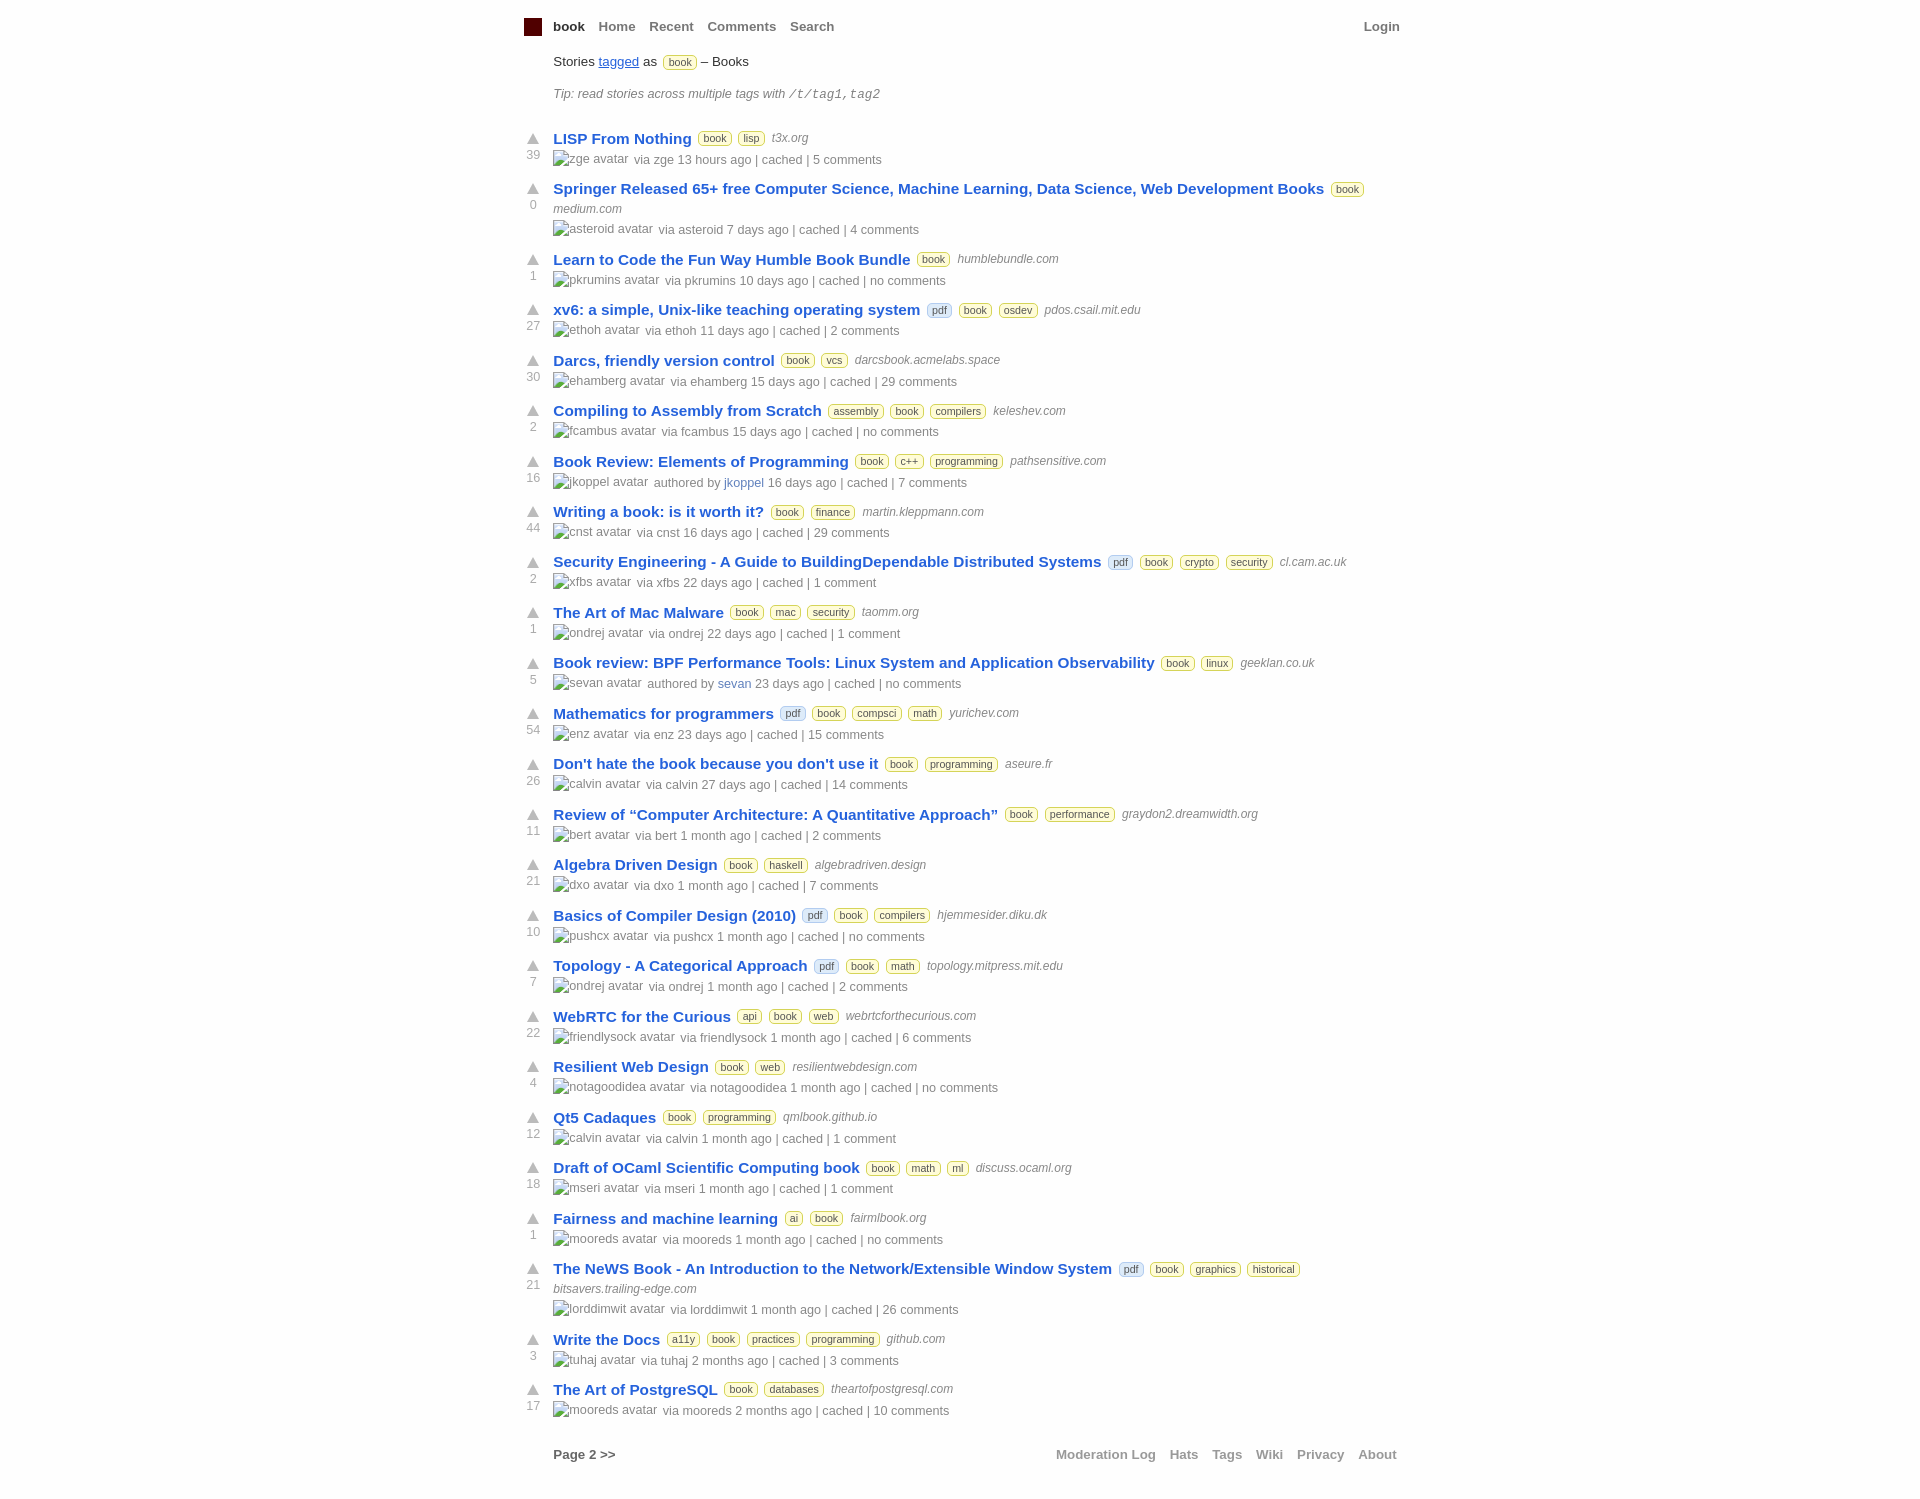 book Home Recent Comments Search Login
Stories tagged as book – Books
Tip: read stories across multiple tags with /t/tag1,tag2
LISP From Nothing book lisp t3x.org
39
zge avatar via zge 13 hours ago | cached | 5 comments
Springer Released 65+ free Computer Science, Machine Learning, Data Science, Web Development Books book
0
medium.com
asteroid avatar via asteroid 7 days ago | cached | 4 comments
Learn to Code the Fun Way Humble Book Bundle book humblebundle.com
1
pkrumins avatar via pkrumins 10 days ago | cached | no comments
xv6: a simple, Unix-like teaching operating system pdf book osdev pdos.csail.mit.edu
27
ethoh avatar via ethoh 11 days ago | cached | 2 comments
Darcs, friendly version control book vcs darcsbook.acmelabs.space
30
ehamberg avatar via ehamberg 15 days ago | cached | 29 comments
Compiling to Assembly from Scratch assembly book compilers keleshev.com
2
fcambus avatar via fcambus 15 days ago | cached | no comments
Book Review: Elements of Programming book c++ programming pathsensitive.com
16
jkoppel avatar authored by jkoppel 16 days ago | cached | 7 comments
Writing a book: is it worth it? book finance martin.kleppmann.com
44
cnst avatar via cnst 16 days ago | cached | 29 comments
Security Engineering - A Guide to BuildingDependable Distributed Systems pdf book crypto security cl.cam.ac.uk
2
xfbs avatar via xfbs 22 days ago | cached | 1 comment
The Art of Mac Malware book mac security taomm.org
1
ondrej avatar via ondrej 22 days ago | cached | 1 comment
Book review: BPF Performance Tools: Linux System and Application Observability book linux geeklan.co.uk
5
sevan avatar authored by sevan 23 days ago | cached | no comments
Mathematics for programmers pdf book compsci math yurichev.com
54
enz avatar via enz 23 days ago | cached | 15 comments
Don't hate the book because you don't use it book programming aseure.fr
26
calvin avatar via calvin 27 days ago | cached | 14 comments
Review of “Computer Architecture: A Quantitative Approach” book performance graydon2.dreamwidth.org
11
bert avatar via bert 1 month ago | cached | 2 comments
Algebra Driven Design book haskell algebradriven.design
21
dxo avatar via dxo 1 month ago | cached | 7 comments
Basics of Compiler Design (2010) pdf book compilers hjemmesider.diku.dk
10
pushcx avatar via pushcx 1 month ago | cached | no comments
Topology - A Categorical Approach pdf book math topology.mitpress.mit.edu
7
ondrej avatar via ondrej 1 month ago | cached | 2 comments
WebRTC for the Curious api book web webrtcforthecurious.com
22
friendlysock avatar via friendlysock 1 month ago | cached | 6 comments
Resilient Web Design book web resilientwebdesign.com
4
notagoodidea avatar via notagoodidea 1 month ago | cached | no comments
Qt5 Cadaques book programming qmlbook.github.io
12
calvin avatar via calvin 1 month ago | cached | 1 comment
Draft of OCaml Scientific Computing book book math ml discuss.ocaml.org
18
mseri avatar via mseri 1 month ago | cached | 1 comment
Fairness and machine learning ai book fairmlbook.org
1
mooreds avatar via mooreds 1 month ago | cached | no comments
The NeWS Book - An Introduction to the Network/Extensible Window System pdf book graphics historical
21
bitsavers.trailing-edge.com
lorddimwit avatar via lorddimwit 1 month ago | cached | 26 comments
Write the Docs a11y book practices programming github.com
3
tuhaj avatar via tuhaj 2 months ago | cached | 3 comments
The Art of PostgreSQL book databases theartofpostgresql.com
17
mooreds avatar via mooreds 2 months ago | cached | 10 comments
Page 2 >> Moderation Log Hats Tags Wiki Privacy About